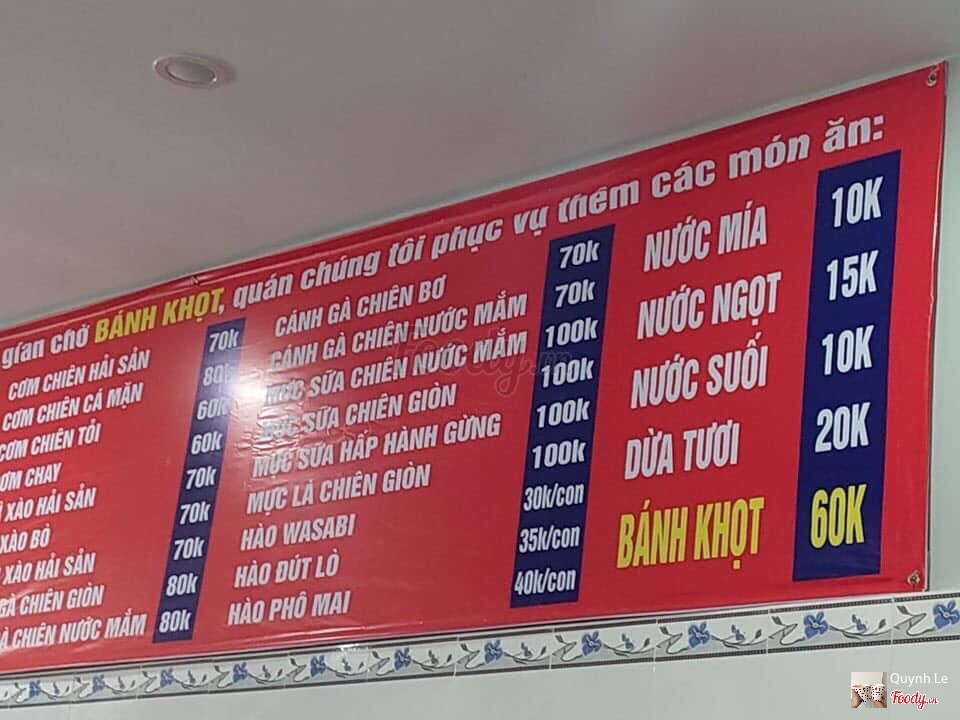 gian chờ BÁNH KHỌT, quán chúng tôi phục vụ thêm các món ăn:
CƠM CHIÊN HẢI SẢN 70k
CƠM CHIÊN CÁ MẶN 80k
CƠM CHIÊN TỎI 60k
CƠM CHAY 60k
XÀO HẢI SẢN 70k
XÀO BÒ 70k
XÀO HẢI SẢN 70k
GÀ CHIÊN GIÒN 80k
GÀ CHIÊN NƯỚC MẮM 80k
CÁNH GÀ CHIÊN BƠ 70k
CÁNH GÀ CHIÊN NƯỚC MẮM 70k
MỰC SỮA CHIÊN NƯỚC MẮM 100k
MỰC SỮA CHIÊN GIÒN 100k
MỰC SỮA HẤP HÀNH GỪNG 100k
MỰC LÁ CHIÊN GIÒN 100k
HÀO WASABI 30k/con
HÀO ĐÚT LÒ 35k/con
HÀO PHÔ MAI 40k/con
NƯỚC MÍA 10K
NƯỚC NGỌT 15K
NƯỚC SUỐI 10K
DỪA TƯƠI 20K
BÁNH KHỌT 60K
Foody.vn
Quynh Le
Foody.vn